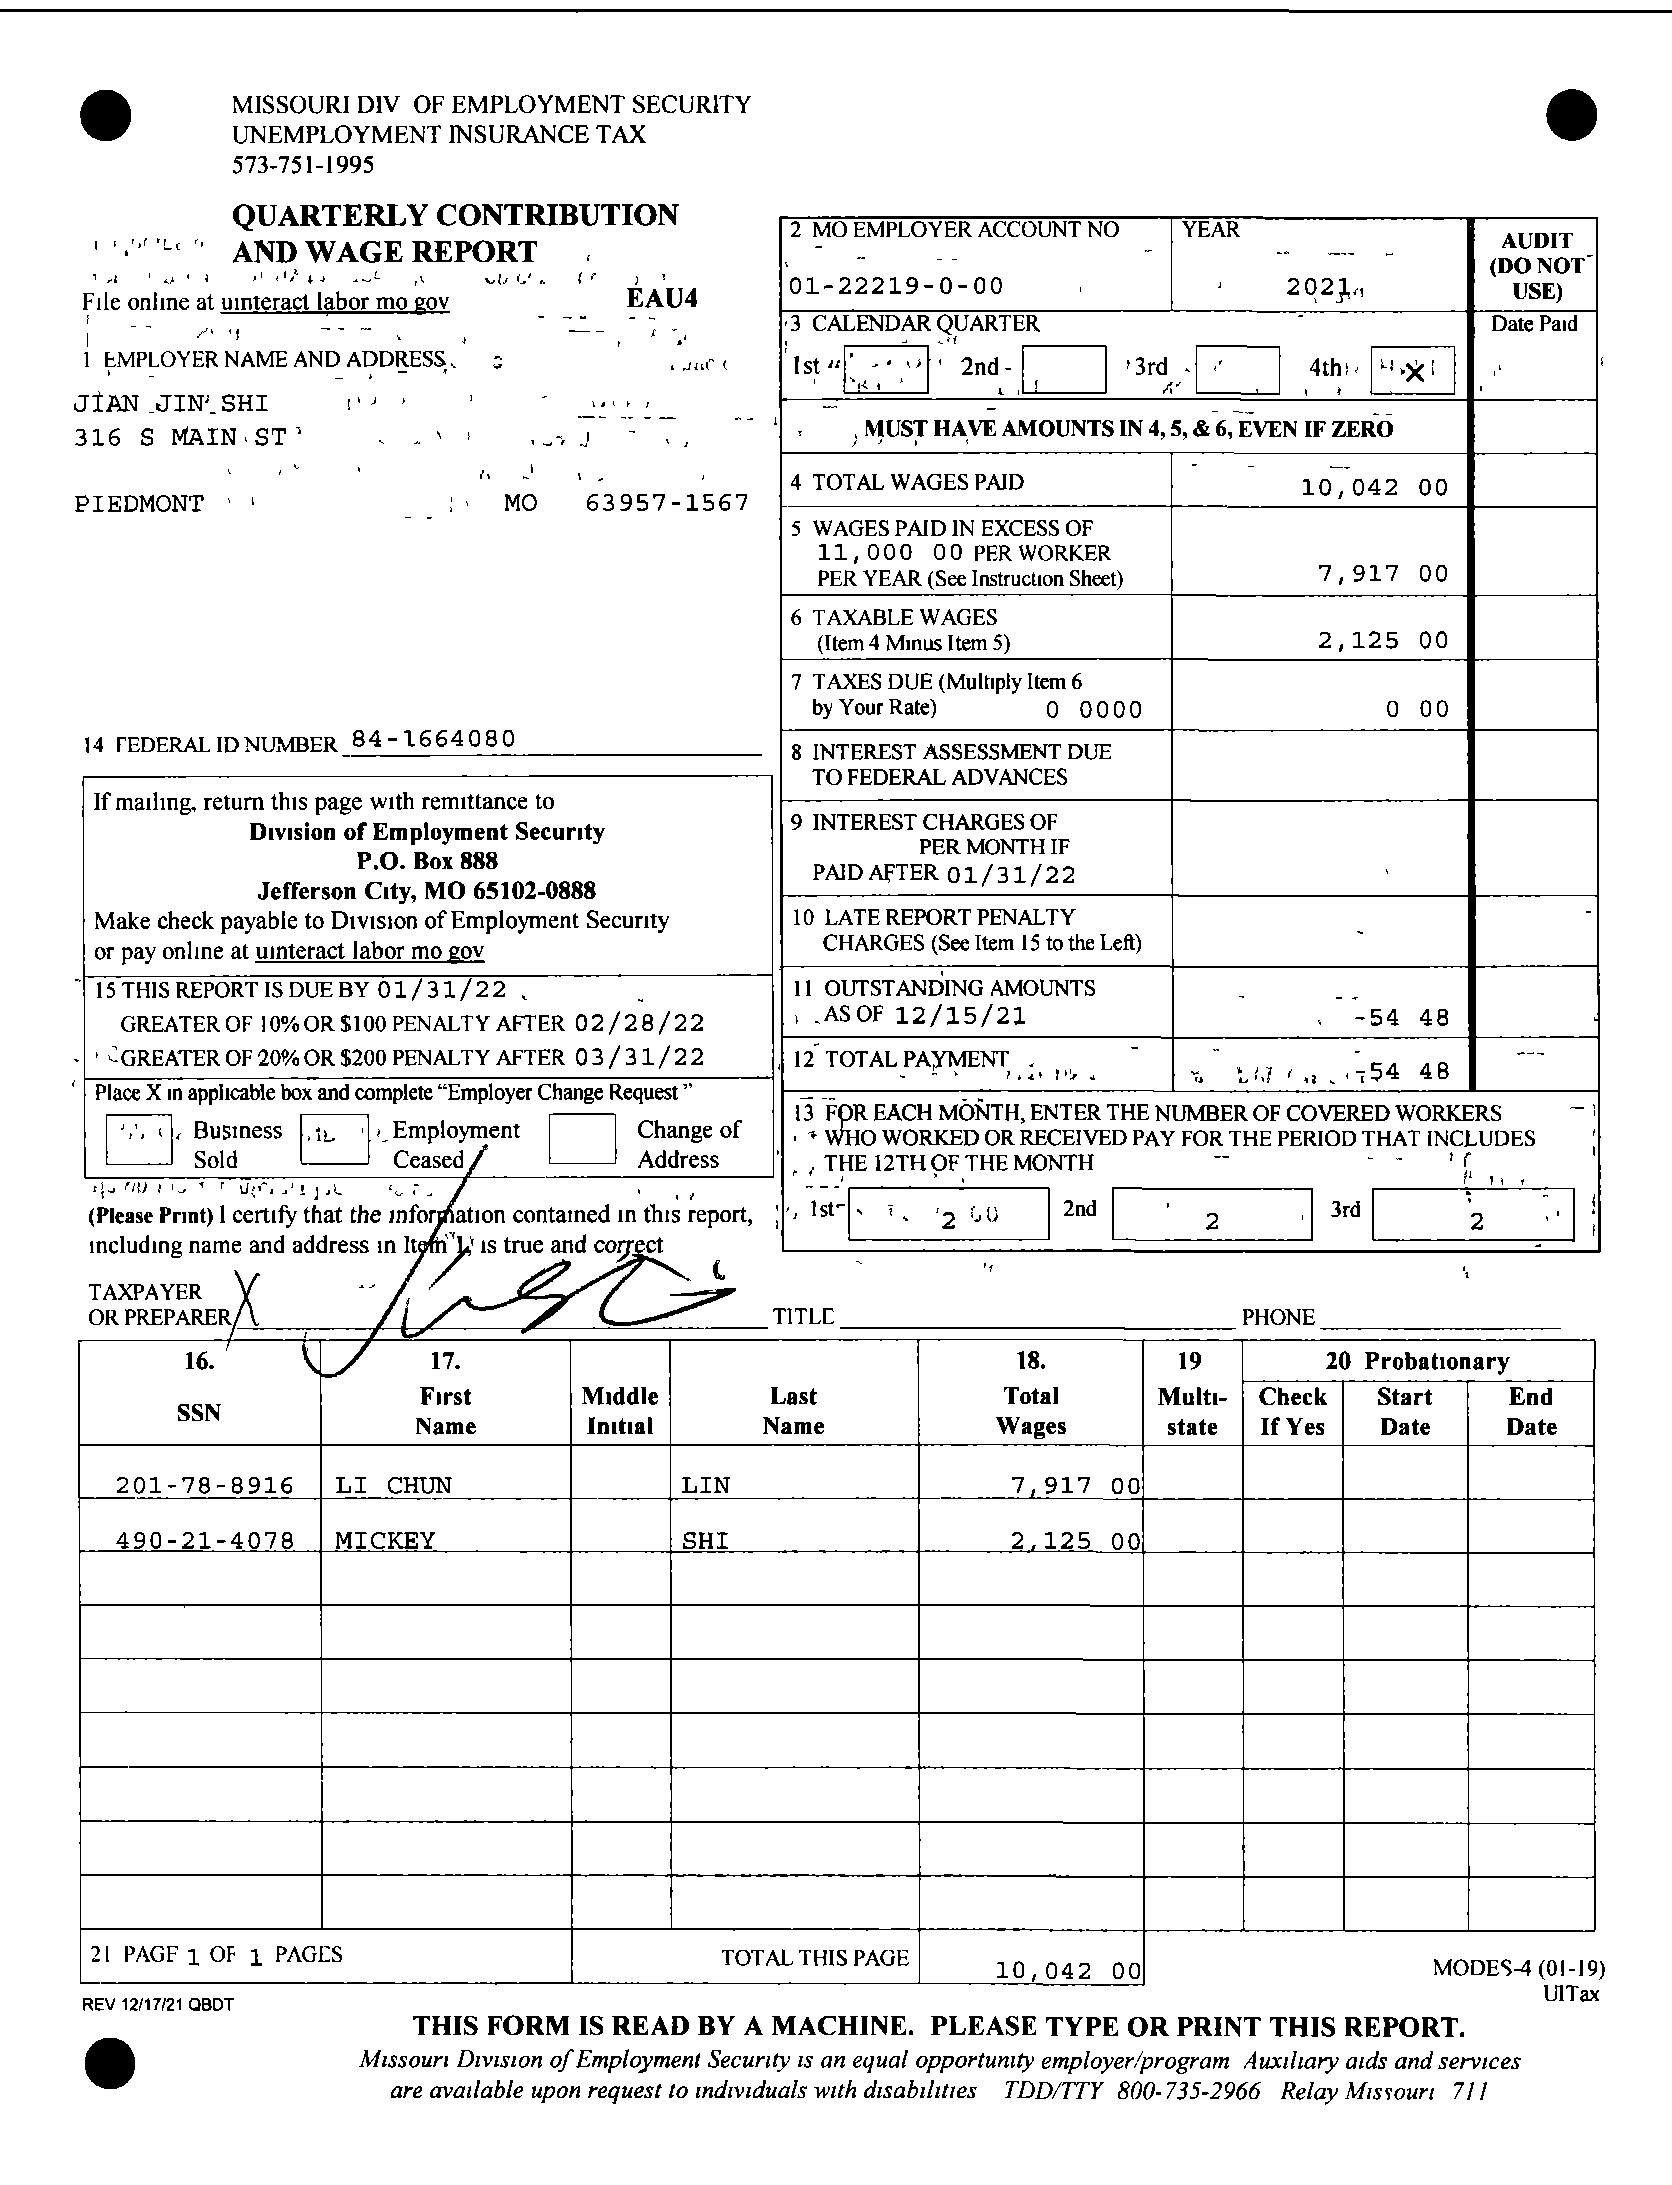 MISSOURI DIV OF EMPLOYMENT SECURITY
UNEMPLOYMENT INSURANCE TAX
573-751-1995
QUARTERLY CONTRIBUTION
AND WAGE REPORT
File online at uinteract labor mo gov
EAU4
1 EMPLOYER NAME AND ADDRESS
JIAN JIN SHI
316 S MAIN ST
PIEDMONT MO 63957-1567
2 MO EMPLOYER ACCOUNT NO
01-22219-0-00
YEAR
2021
AUDIT
(DO NOT
USE)
Date Paid
3 CALENDAR QUARTER
1st 2nd 3rd 4th X
MUST HAVE AMOUNTS IN 4, 5, & 6, EVEN IF ZERO
4 TOTAL WAGES PAID 10,042 00
5 WAGES PAID IN EXCESS OF
11,000 00 PER WORKER
PER YEAR (See Instruction Sheet) 7,917 00
6 TAXABLE WAGES
(Item 4 Minus Item 5) 2,125 00
7 TAXES DUE (Multiply Item 6
by Your Rate) 0 0000 0 00
8 INTEREST ASSESSMENT DUE
TO FEDERAL ADVANCES
9 INTEREST CHARGES OF
PER MONTH IF
PAID AFTER 01/31/22
10 LATE REPORT PENALTY
CHARGES (See Item 15 to the Left)
11 OUTSTANDING AMOUNTS
AS OF 12/15/21 -54 48
12 TOTAL PAYMENT -54 48
13 FOR EACH MONTH, ENTER THE NUMBER OF COVERED WORKERS
WHO WORKED OR RECEIVED PAY FOR THE PERIOD THAT INCLUDES
THE 12TH OF THE MONTH
1st 2 2nd 2 3rd 2
14 FEDERAL ID NUMBER 84-1664080
If mailing, return this page with remittance to
Division of Employment Security
P.O. Box 888
Jefferson City, MO 65102-0888
Make check payable to Division of Employment Security
or pay online at uinteract labor mo gov
15 THIS REPORT IS DUE BY 01/31/22
GREATER OF 10% OR $100 PENALTY AFTER 02/28/22
GREATER OF 20% OR $200 PENALTY AFTER 03/31/22
Place X in applicable box and complete “Employer Change Request”
Business Sold
Employment Ceased
Change of Address
(Please Print) I certify that the information contained in this report,
including name and address in Item 1, is true and correct
TAXPAYER
OR PREPARER X
TITLE
PHONE
16. 17. 18. 19 20 Probationary
SSN First Name Middle Initial Last Name Total Wages Multi-state Check If Yes Start Date End Date
201-78-8916 LI CHUN LIN 7,917 00
490-21-4078 MICKEY SHI 2,125 00
21 PAGE 1 OF 1 PAGES TOTAL THIS PAGE 10,042 00
MODES-4 (01-19)
UITax
REV 12/17/21 QBDT
THIS FORM IS READ BY A MACHINE. PLEASE TYPE OR PRINT THIS REPORT.
Missouri Division of Employment Security is an equal opportunity employer/program Auxiliary aids and services
are available upon request to individuals with disabilities TDD/TTY 800-735-2966 Relay Missouri 711